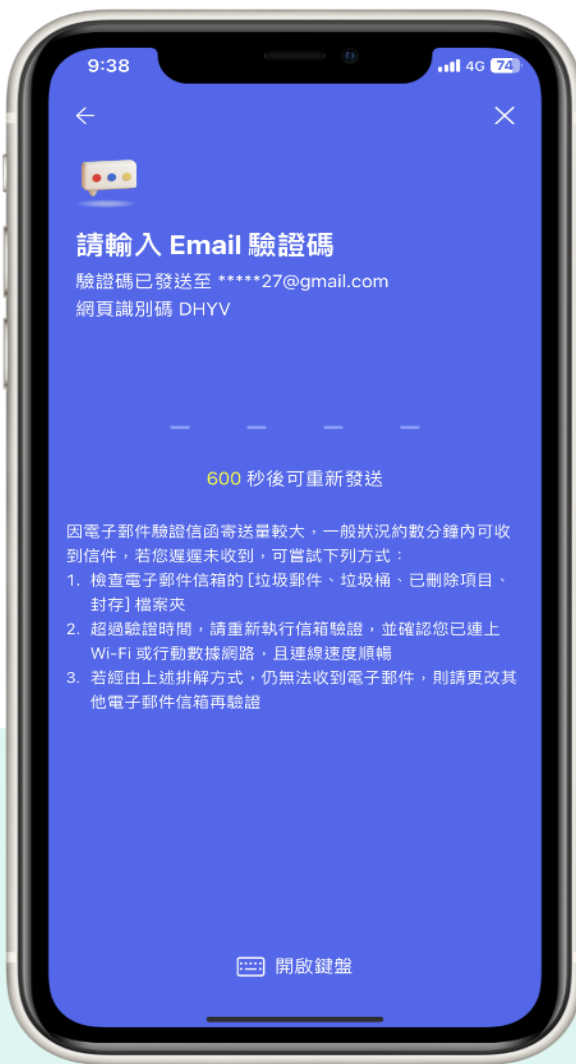 9:38
4G 74
請輸入 Email 驗證碼
驗證碼已發送至 *****27@gmail.com
網頁識別碼 DHYV
600 秒後可重新發送
因電子郵件驗證信函寄送量較大，一般狀況約數分鐘內可收
到信件，若您遲遲未收到，可嘗試下列方式：
1. 檢查電子郵件信箱的 [垃圾郵件、垃圾桶、已刪除項目、
封存] 檔案夾
2. 超過驗證時間，請重新執行信箱驗證，並確認您已連上
Wi-Fi 或行動數據網路，且連線速度順暢
3. 若經由上述排解方式，仍無法收到電子郵件，則請更改其
他電子郵件信箱再驗證
開啟鍵盤